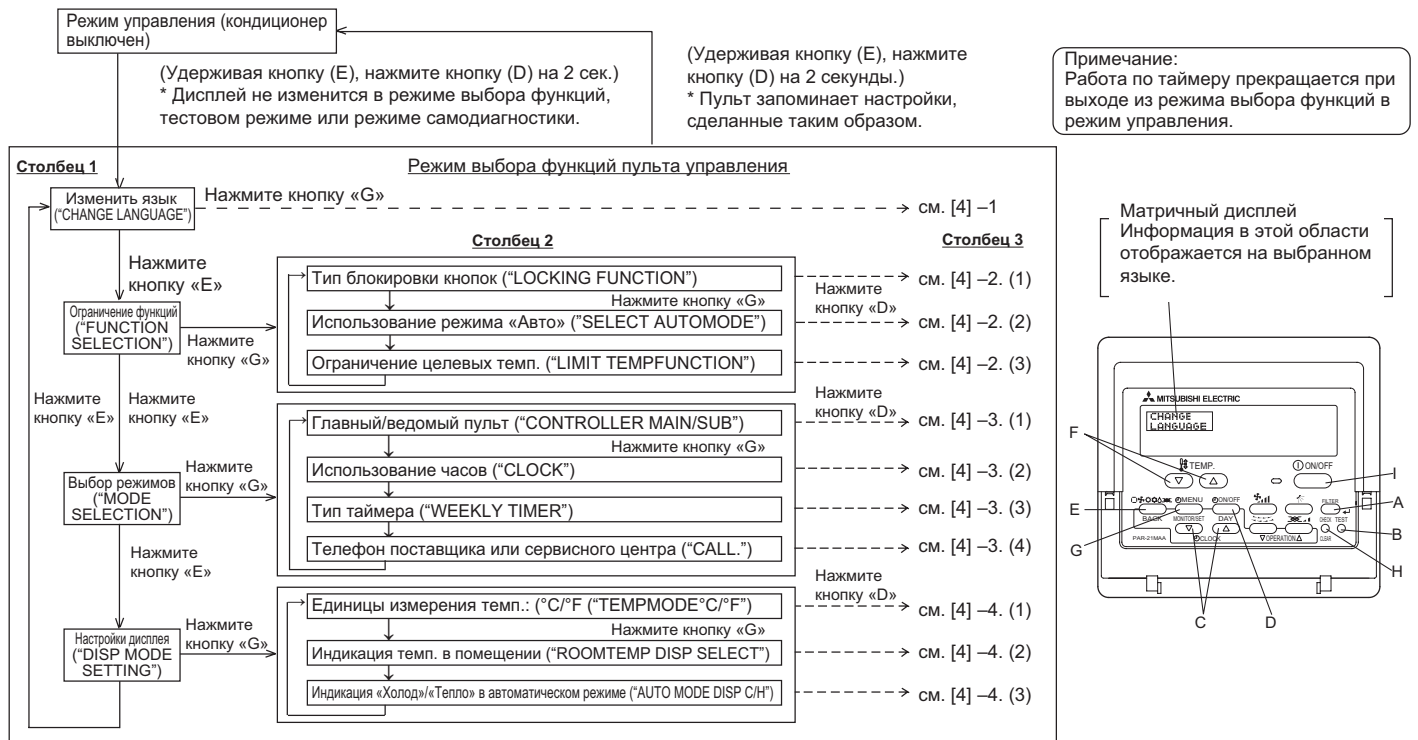 Режим управления (кондиционер
выключен)
(Удерживая кнопку (E), нажмите кнопку (D) на 2 сек.)
* Дисплей не изменится в режиме выбора функций,
тестовом режиме или режиме самодиагностики.
(Удерживая кнопку (E), нажмите
кнопку (D) на 2 секунды.)
* Пульт запоминает настройки,
сделанные таким образом.
Примечание:
Работа по таймеру прекращается при
выходе из режима выбора функций в
режим управления.
Столбец 1
Режим выбора функций пульта управления
Изменить язык
("CHANGE LANGUAGE")
Нажмите кнопку «G»
см. [4] –1
Нажмите
кнопку «E»
Столбец 2
Столбец 3
Ограничение функций
("FUNCTION
SELECTION")
Нажмите
кнопку «G»
Тип блокировки кнопок ("LOCKING FUNCTION")
Нажмите кнопку «G»
Нажмите
кнопку «D»
см. [4] –2. (1)
Использование режима «Авто» ("SELECT AUTOMODE")
см. [4] –2. (2)
Ограничение целевых темп. ("LIMIT TEMPFUNCTION")
см. [4] –2. (3)
Нажмите
кнопку «E»
Нажмите
кнопку «E»
Выбор режимов
("MODE
SELECTION")
Нажмите
кнопку «G»
Нажмите
кнопку «D»
Главный/ведомый пульт ("CONTROLLER MAIN/SUB")
см. [4] –3. (1)
Нажмите кнопку «G»
Использование часов ("CLOCK")
см. [4] –3. (2)
Тип таймера ("WEEKLY TIMER")
см. [4] –3. (3)
Телефон поставщика или сервисного центра ("CALL.")
см. [4] –3. (4)
Нажмите
кнопку «E»
Настройки дисплея
("DISP MODE
SETTING")
Нажмите
кнопку «G»
Нажмите
кнопку «D»
Единицы измерения темп.: (°C/°F ("TEMPMODE°C/°F")
см. [4] –4. (1)
Нажмите кнопку «G»
Индикация темп. в помещении ("ROOMTEMP DISP SELECT")
см. [4] –4. (2)
Индикация «Холод»/«Тепло» в автоматическом режиме ("AUTO MODE DISP C/H")
см. [4] –4. (3)
Матричный дисплей
Информация в этой области
отображается на выбранном
языке.
MITSUBISHI ELECTRIC
CHANGE
LANGUAGE
F
TEMP.
ON/OFF
I
E
MENU
ON/OFF
FILTER
A
BACK
MONITOR/SET
DAY
CHECK
TEST
B
G
PAR-21MAA
CLOCK
OPERATION
CLEAR
H
C
D